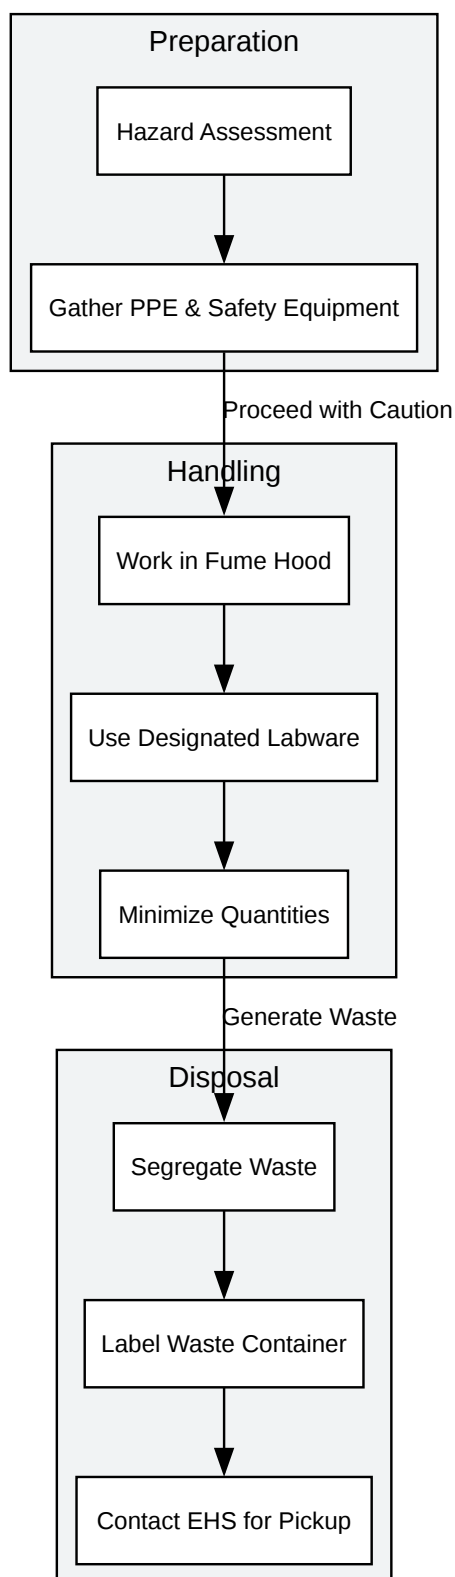 Preparation
Hazard Assessment
Gather PPE & Safety Equipment
Proceed with Caution
Handling
Work in Fume Hood
Use Designated Labware
Minimize Quantities
Generate Waste
Disposal
Segregate Waste
Label Waste Container
Contact EHS for Pickup